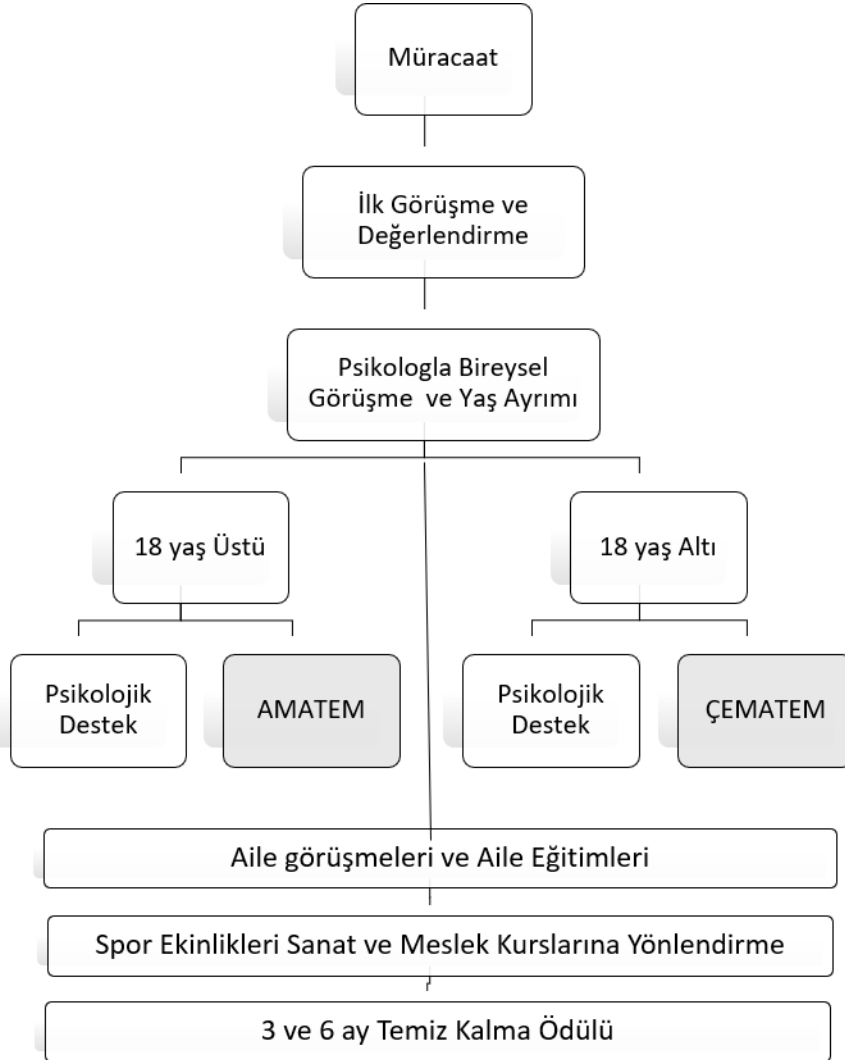 Müracaat
İlk Görüşme ve
Değerlendirme
Psikologla Bireysel
Görüşme ve Yaş Ayrımı
18 yaş Üstü
18 yaş Altı
Psikolojik
Destek
AMATEM
Psikolojik
Destek
ÇEMATEM
Aile görüşmeleri ve Aile Eğitimleri
Spor Ekinlikleri Sanat ve Meslek Kurslarına Yönlendirme
3 ve 6 ay Temiz Kalma Ödülü